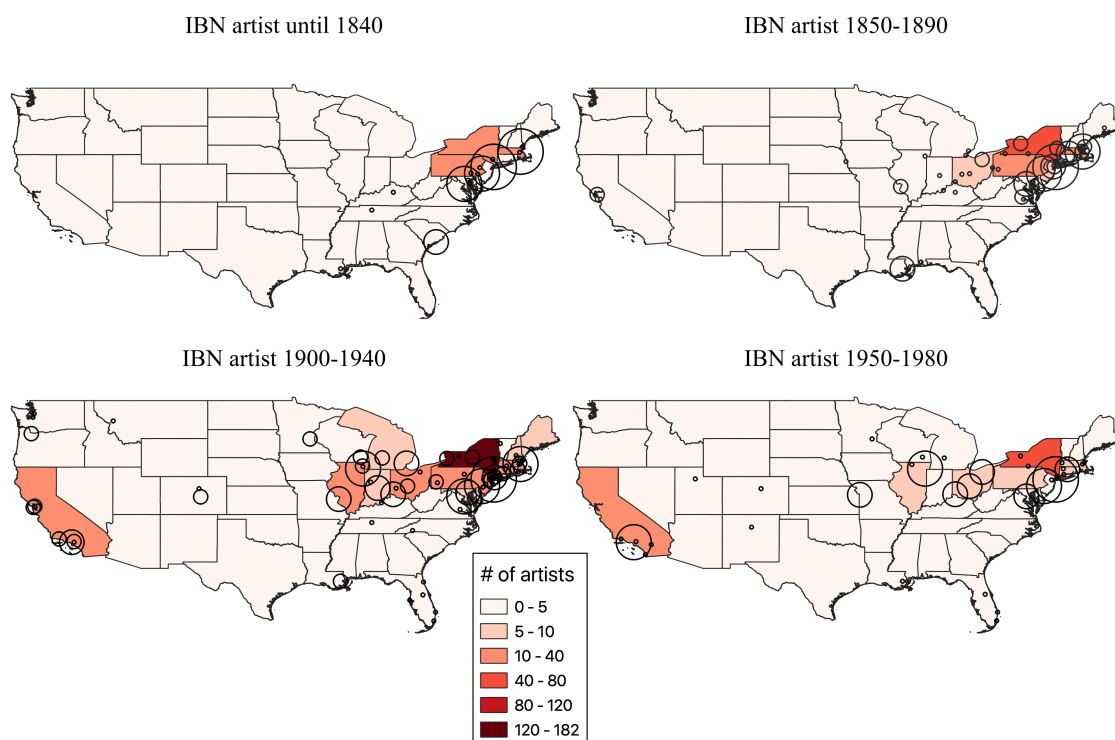 IBN artist until 1840
IBN artist 1850-1890
IBN artist 1900-1940
IBN artist 1950-1980
# of artists
0 - 5
5 - 10
10 - 40
40 - 80
80 - 120
120 - 182